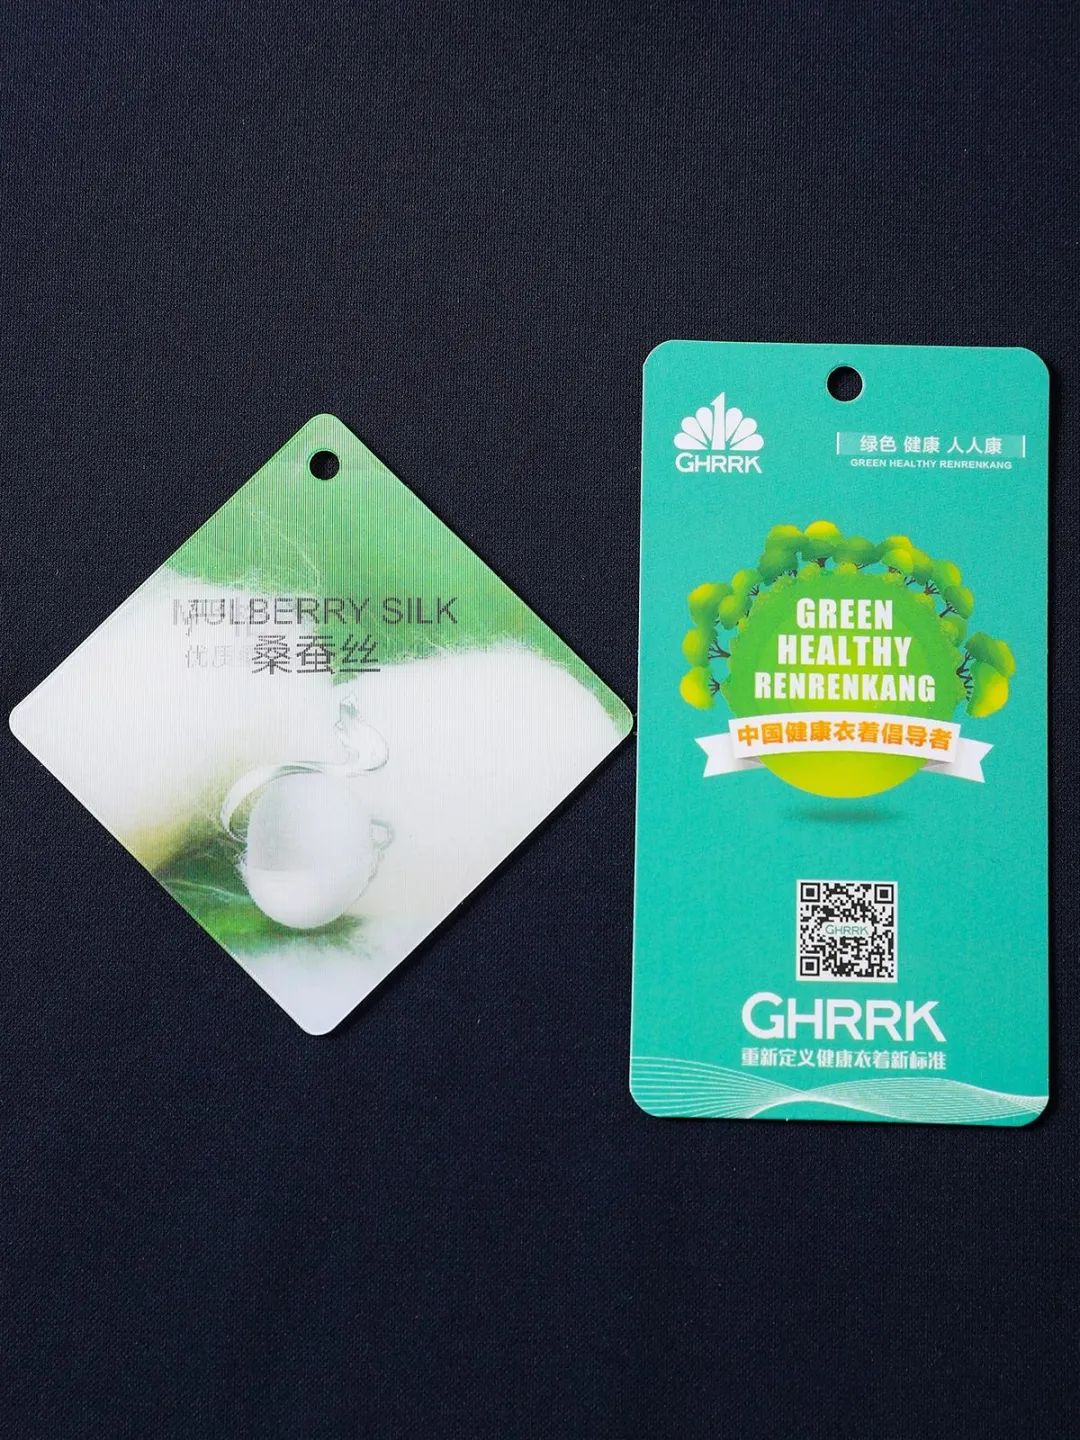 MULBERRY SILK
桑蚕丝
GHRRK
绿色 健康 人人康
GREEN HEALTHY RENRENKANG
GREEN
HEALTHY
RENRENKANG
中国健康衣着倡导者
GHRRK
GHRRK
重新定义健康衣着新标准